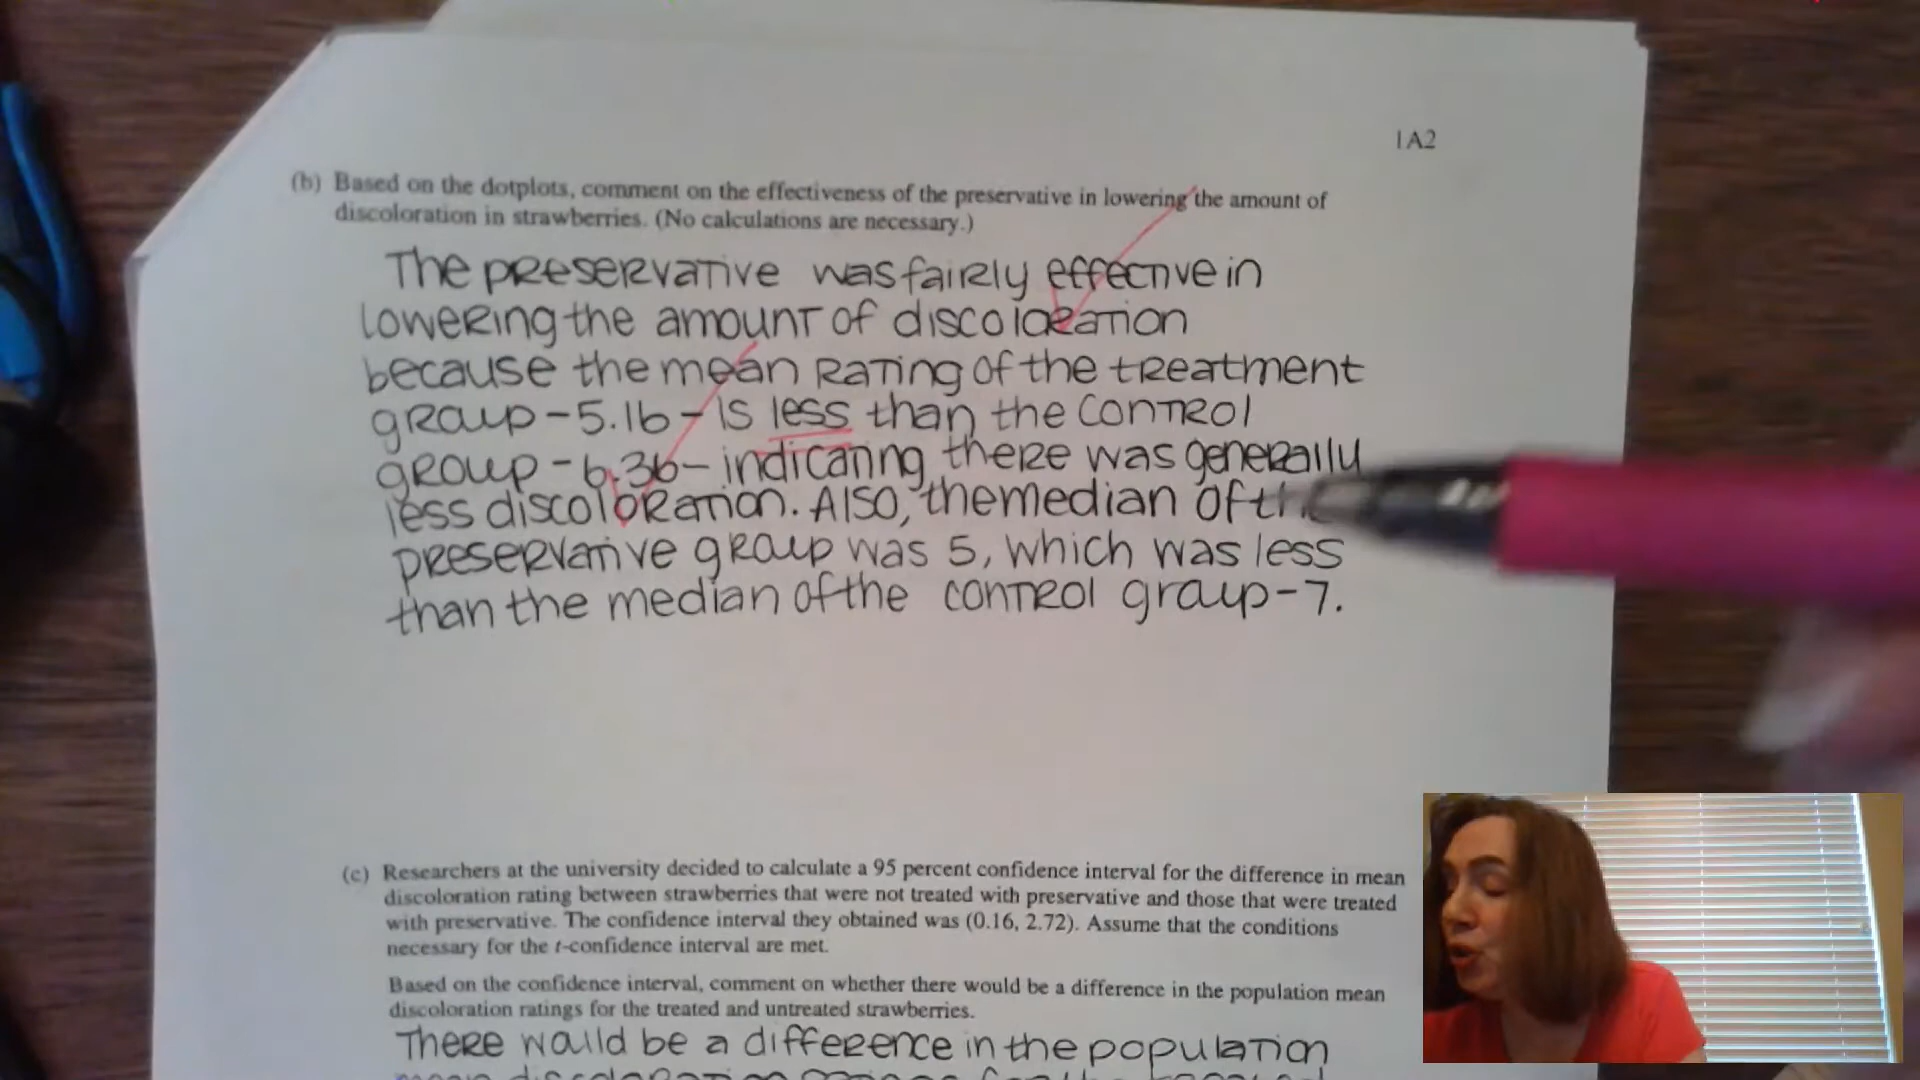 1A2
(b) Based on the dotplots, comment on the effectiveness of the preservative in lowering the amount of
discoloration in strawberries. (No calculations are necessary.)
The preservative was fairly effective in
lowering the amount of discoloration
because the mean rating of the treatment
group - 5.16 - is less than the control
group - 6.36 - indicating there was generally
less discoloration. Also, the median of
preservative group was 5, which was less
than the median of the control group - 7.
(c) Researchers at the university decided to calculate a 95 percent confidence interval for the difference in mean
discoloration rating between strawberries that were not treated with preservative and those that were treated
with preservative. The confidence interval they obtained was (0.16, 2.72). Assume that the conditions
necessary for the t-confidence interval are met.
Based on the confidence interval, comment on whether there would be a difference in the population mean
discoloration ratings for the treated and untreated strawberries.
There would be a difference in the population